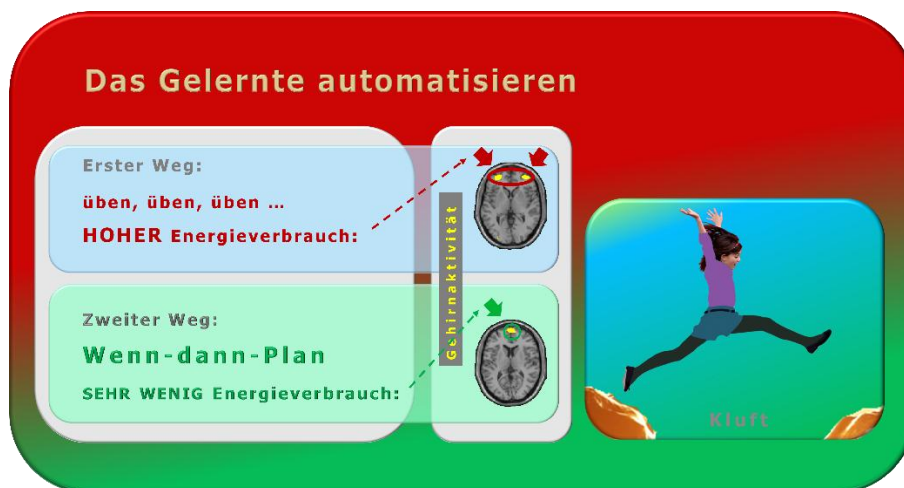 Das Gelernte automatisieren
Erster Weg:
üben, üben, üben ...
HOHER Energieverbrauch:
Zweiter Weg:
Wenn-dann-Plan
SEHR WENIG Energieverbrauch:
Gehirnaktivität
Kluft